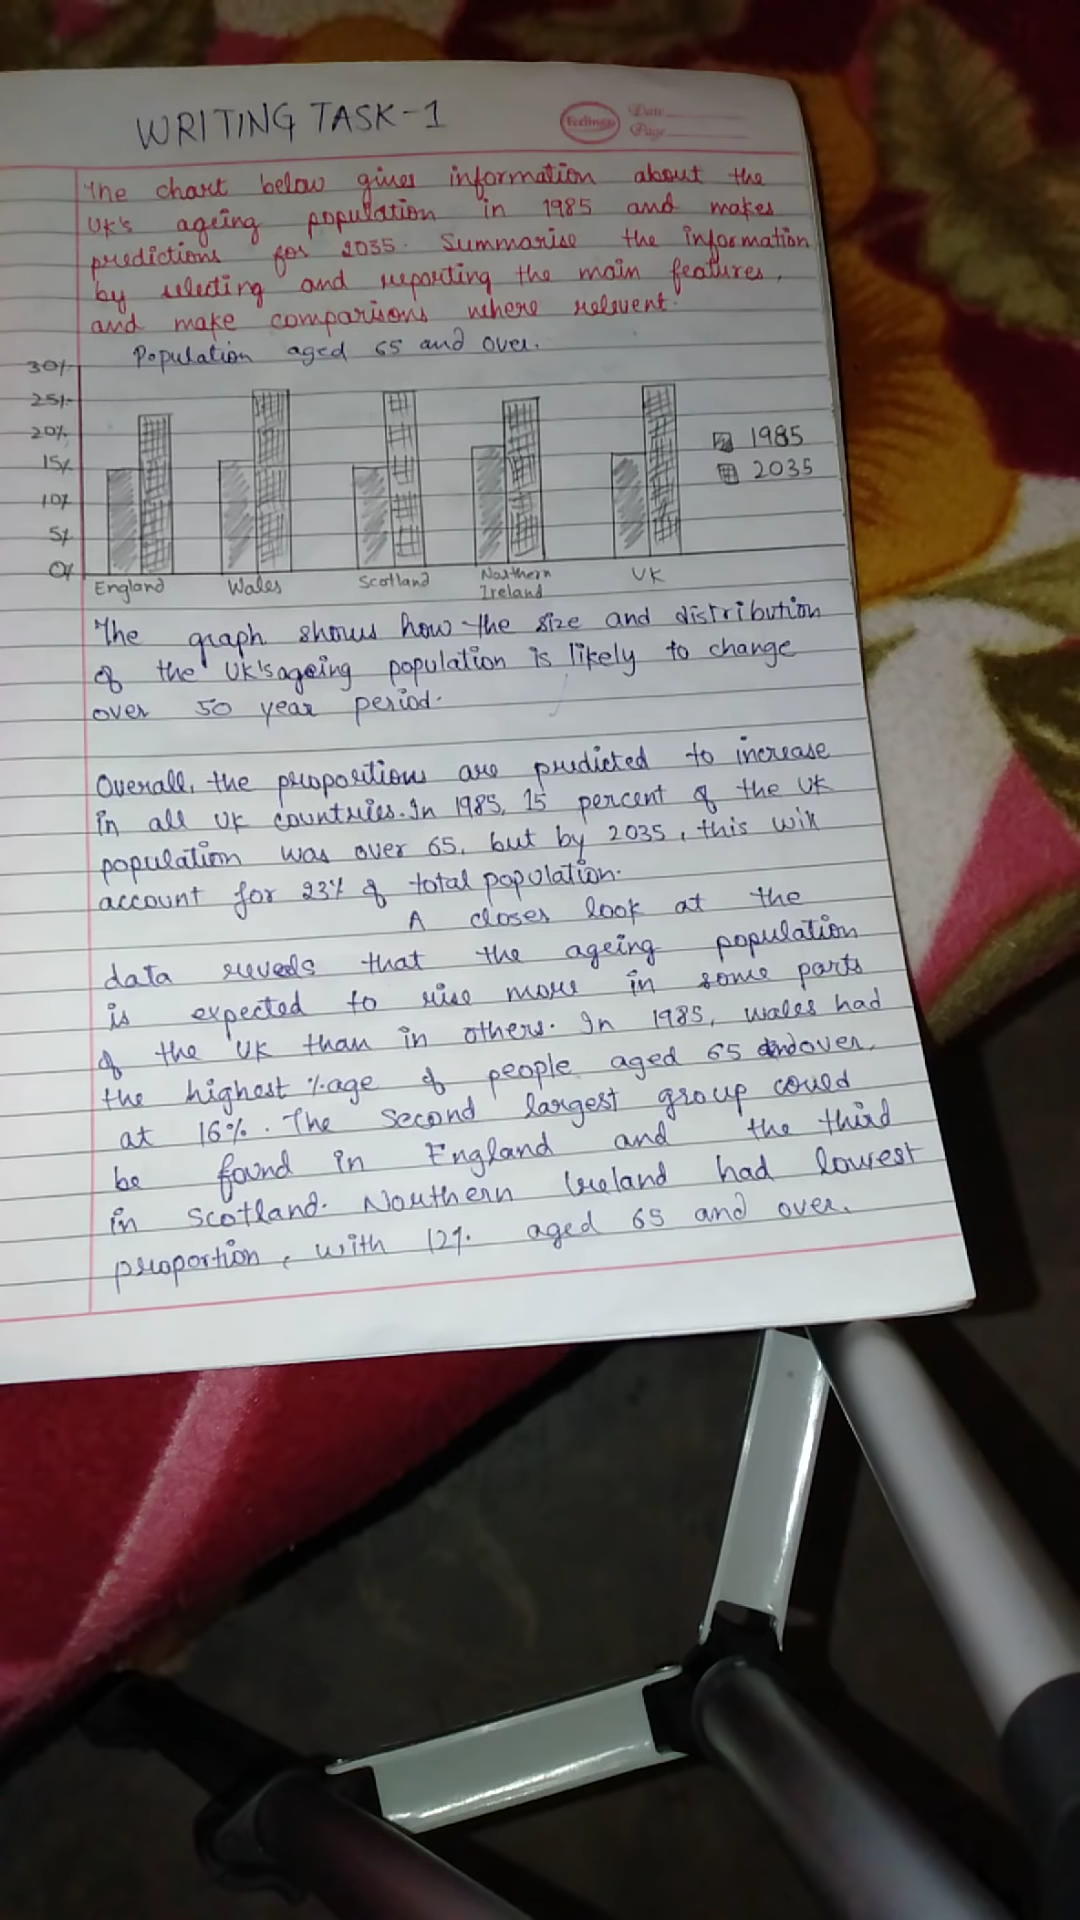 WRITING TASK-1
Feelings
Date
Page
The chart below gives information about the
UK's ageing population in 1985 and makes
predictions for 2035. Summarise the information
by selecting and reporting the main features,
and make comparisons where relevent.
Population aged 65 and over.
30%
25%
20%
15%
10%
5%
0%
1985
2035
England Wales Scotland Northern Ireland UK
The graph shows how the size and distribution
of the UK's ageing population is likely to change
over 50 year period.
Overall, the propositions are predicted to increase
in all UK countries. In 1985, 15 percent of the UK
population was over 65, but by 2035, this will
account for 23% of total population.
A closes look at the
data reveals that the ageing population
is expected to rise more in some parts
of the UK than in others. In 1985, wales had
the highest %age of people aged 65 and over,
at 16%. The second largest group could
be found in England and the third
in Scotland. Northern Ireland had lowest
proportion, with 12% aged 65 and over.